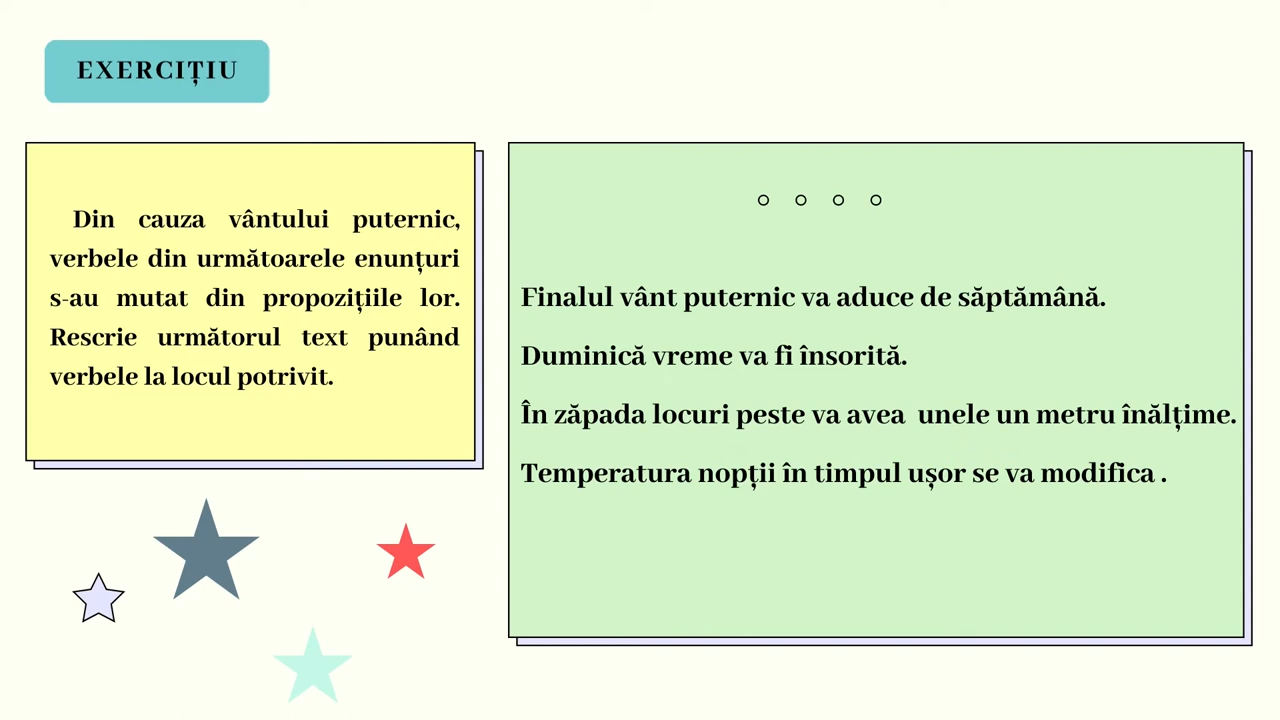 EXERCIȚIU
Din cauza vântului puternic,
verbele din următoarele enunțuri
s-au mutat din propozițiile lor.
Rescrie următorul text punând
verbele la locul potrivit.
Finalul vânt puternic va aduce de săptămână.
Duminică vreme va fi însorită.
În zăpada locuri peste va avea  unele un metru înălțime.
Temperatura nopții în timpul ușor se va modifica .